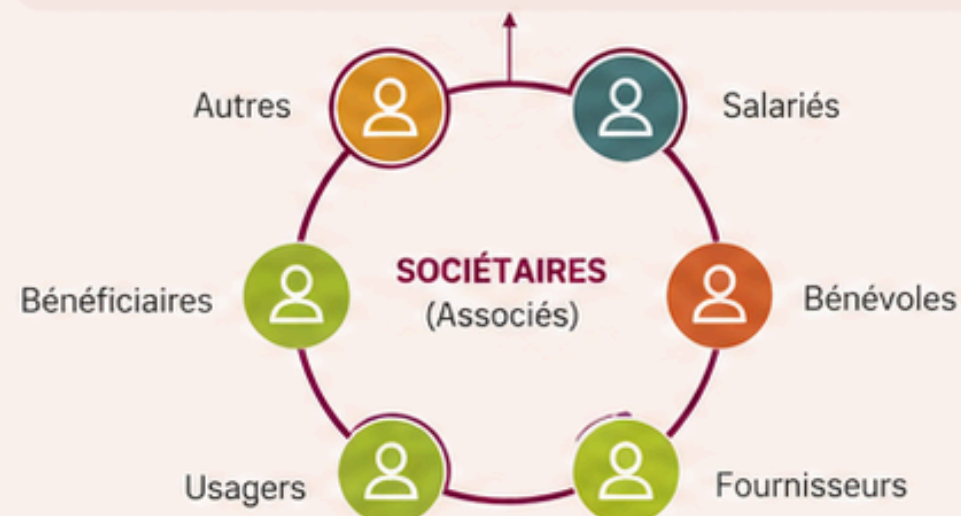 Autres
Salariés
Bénéficiaires
SOCIÉTAIRES
(Associés)
Bénévoles
Usagers
Fournisseurs